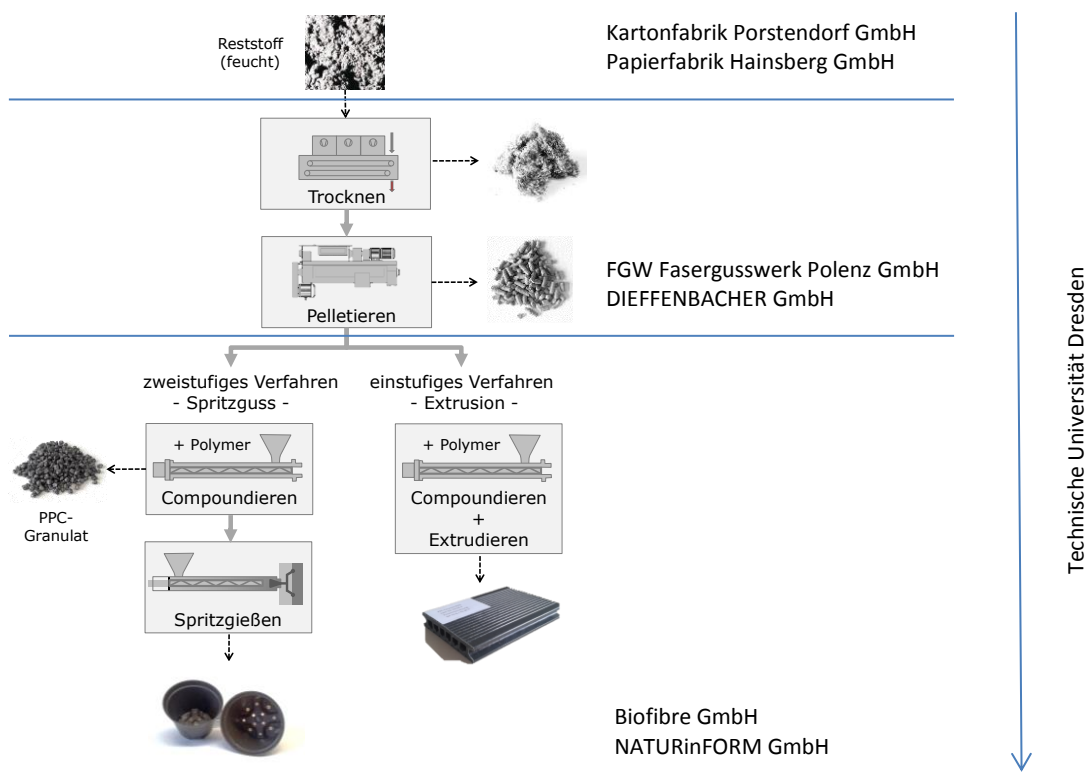 Reststoff
(feucht)
Kartonfabrik Porstendorf GmbH
Papierfabrik Hainsberg GmbH
Trocknen
Pelletieren
FGW Fasergusswerk Polenz GmbH
DIEFFENBACHER GmbH
zweistufiges Verfahren
- Spritzguss -
einstufiges Verfahren
- Extrusion -
+ Polymer
Compoundieren
PPC-
Granulat
Spritzgießen
+ Polymer
Compoundieren
+
Extrudieren
Biofibre GmbH
NATURinFORM GmbH
Technische Universität Dresden